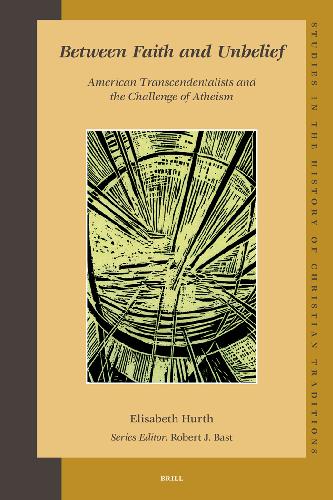 Between Faith and Unbelief
American Transcendentalists and
the Challenge of Atheism
Elisabeth Hurth
Series Editor: Robert J. Bast
BRILL
STUDIES IN THE HISTORY OF CHRISTIAN TRADITIONS